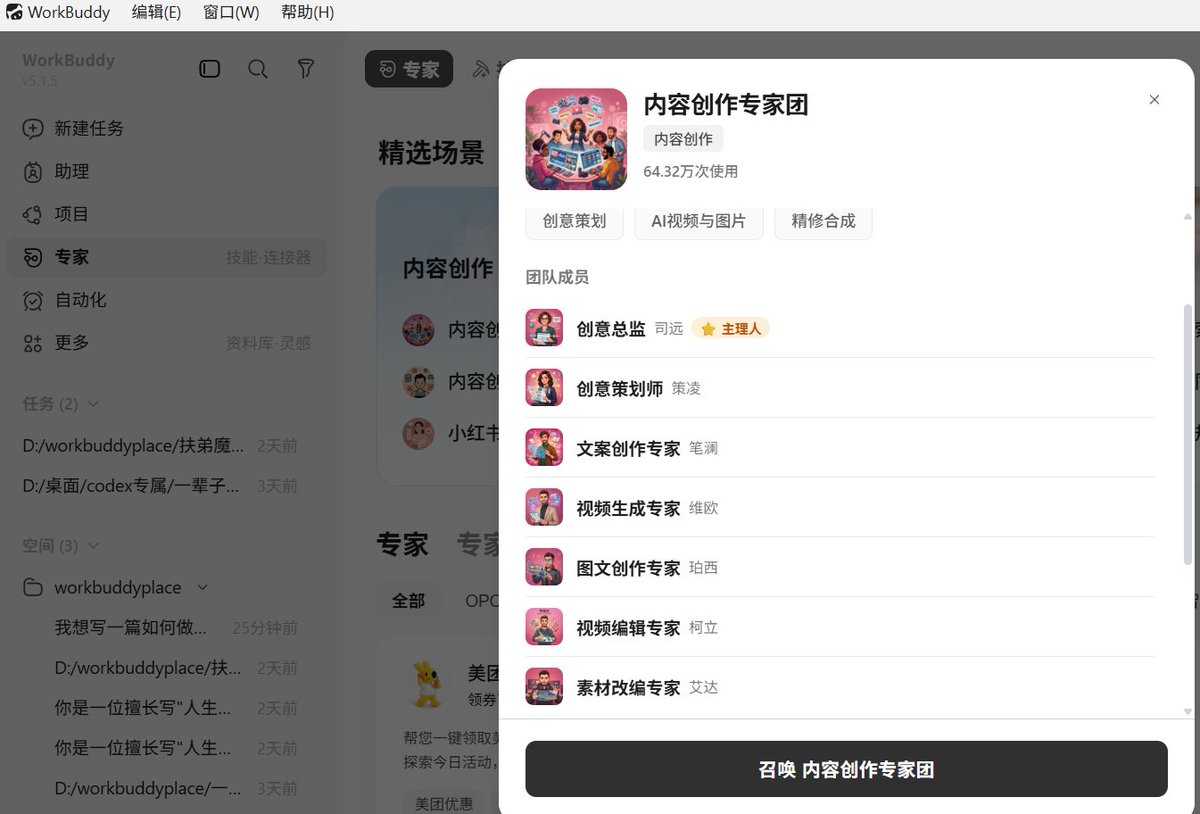 WorkBuddy 编辑(E) 窗口(W) 帮助(H)
WorkBuddy
v5.1.5
新建任务
助理
项目
专家 技能·连接器
自动化
更多 资料库·灵感
任务 (2)
D:/workbuddyplace/扶弟魔... 2天前
D:/桌面/codex专属/一辈子... 3天前
空间 (3)
workbuddyplace
我想写一篇如何做... 25分钟前
D:/workbuddyplace/扶... 2天前
你是一位擅长写"人生... 2天前
你是一位擅长写"人生... 2天前
D:/workbuddyplace/一... 3天前
专家
精选场景
内容创作
内容创
内容创
小红书
专家 专家
全部 OPC
美团
领券
帮您一键领取美
探索今日活动，
美团优惠
内容创作专家团
内容创作
64.32万次使用
创意策划 AI视频与图片 精修合成
团队成员
创意总监 司远 主理人
创意策划师 策凌
文案创作专家 笔澜
视频生成专家 维欧
图文创作专家 珀西
视频编辑专家 柯立
素材改编专家 艾达
召唤 内容创作专家团